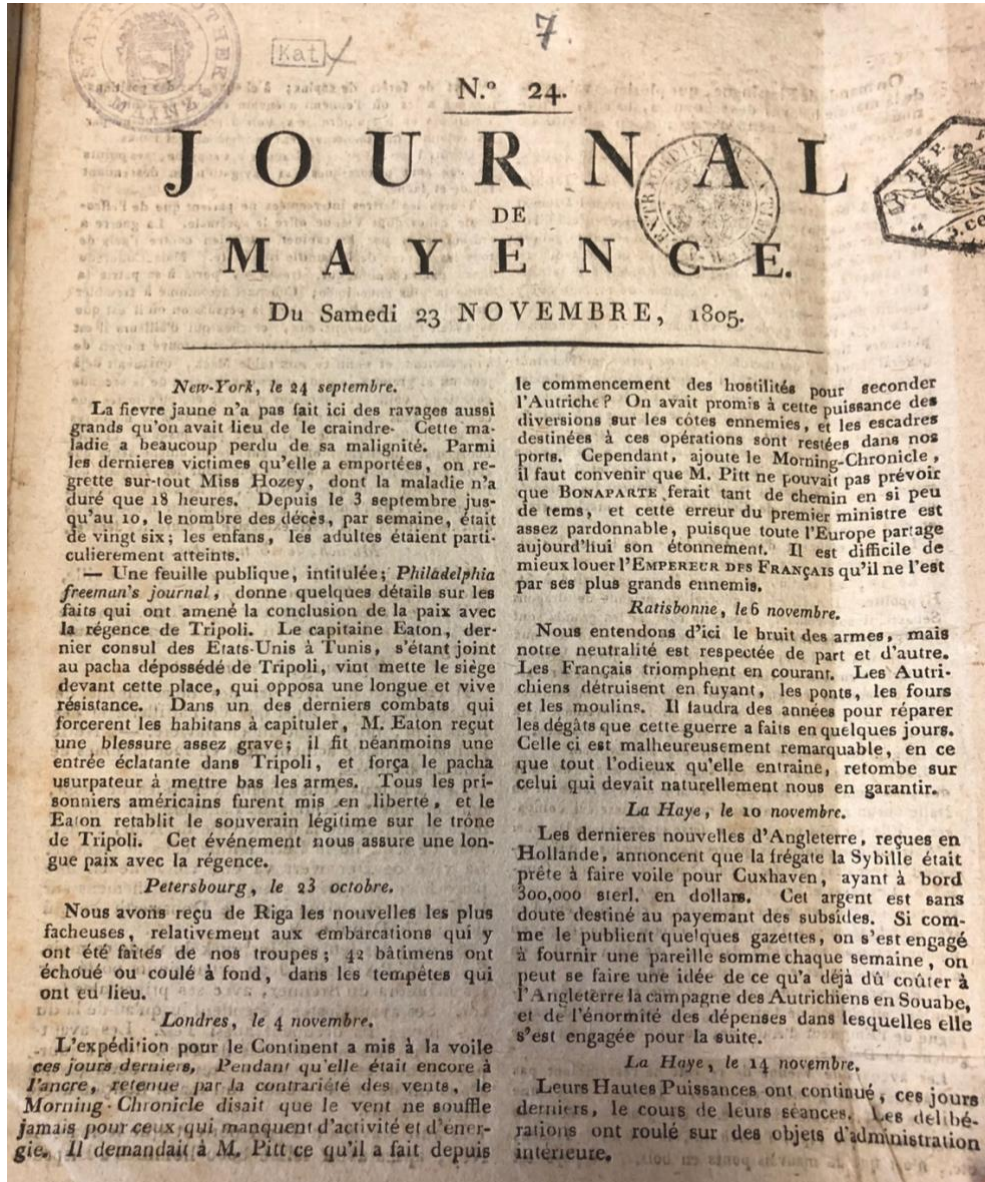 7
Kat
N.º 24.
JOURNAL
DE
MAYENCE.
Du Samedi 23 NOVEMBRE, 1805.
New-York, le 24 septembre.
La fievre jaune n'a pas fait ici des ravages aussi
grands qu'on avait lieu de le craindre. Cette ma-
ladie a beaucoup perdu de sa malignité. Parmi
les dernieres victimes qu'elle a emportées, on re-
grette sur-tout Miss Hozey, dont la maladie n'a
duré que 18 heures. Depuis le 3 septembre jus-
qu'au 10, le nombre des décès, par semaine, était
de vingt six; les enfans, les adultes étaient parti-
culierement atteints.
— Une feuille publique, intitulée; Philadelphia
freeman's journal, donne quelques détails sur les
faits qui ont amené la conclusion de la paix avec
la régence de Tripoli. Le capitaine Eaton, der-
nier consul des Etats-Unis à Tunis, s'étant joint
au pacha dépossédé de Tripoli, vint mette le siège
devant cette place, qui opposa une longue et vive
résistance. Dans un des derniers combats qui
forcerent les habitans à capituler, M. Eaton reçut
une blessure assez grave; il fit néanmoins une
entrée éclatante dans Tripoli, et força le pacha
usurpateur à mettre bas les armes. Tous les pri-
sonniers américains furent mis en liberté, et le
Eaton retablit le souverain légitime sur le trône
de Tripoli. Cet événement nous assure une lon-
gue paix avec la régence.
Petersbourg, le 23 octobre.
Nous avons reçu de Riga les nouvelles les plus
facheuses, relativement aux embarcations qui y
ont été faites de nos troupes; 42 bâtimens ont
échoué ou coulé à fond, dans les tempêtes qui
ont eu lieu.
Londres, le 4 novembre.
L'expédition pour le Continent a mis à la voile
ces jours derniers, Pendant qu'elle était encore à
l'ancre, retenue par la contrariété des vents, le
Morning-Chronicle disait que le vent ne souffle
jamais pour ceux qui manquent d'activité et d'éner-
gie. Il demandait à M. Pitt ce qu'il a fait depuis
le commencement des hostilités pour seconder
l'Autriche? On avait promis à cette puissance des
diversions sur les côtes ennemies, et les escadres
destinées à ces opérations sont restées dans nos
ports. Cependant, ajoute le Morning-Chronicle,
il faut convenir que M. Pitt ne pouvait pas prévoir
que BONAPARTE ferait tant de chemin en si peu
de tems, et cette erreur du premier ministre est
assez pardonnable, puisque toute l'Europe partage
aujourd'hui son étonnement. Il est difficile de
mieux louer l'EMPEREUR DES FRANÇAIS qu'il ne l'est
par ses plus grands ennemis.
Ratisbonne, le 6 novembre.
Nous entendons d'ici le bruit des armes, mais
notre neutralité est respectée de part et d'autre.
Les Français triomphent en courant. Les Autri-
chiens détruisent en fuyant, les ponts, les fours
et les moulins. Il faudra des années pour réparer
les dégâts que cette guerre a faits en quelques jours.
Celle ci est malheureusement remarquable, en ce
que tout l'odieux qu'elle entraine, retombe sur
celui qui devait naturellement nous en garantir.
La Haye, le 10 novembre.
Les dernieres nouvelles d'Angleterre, reçues en
Hollande, annoncent que la frégate la Sybille était
prête à faire voile pour Cuxhaven, ayant à bord
300,000 sterl. en dollars. Cet argent est sans
doute destiné au payemant des subsides. Si com-
me le publient quelques gazettes, on s'est engagé
à fournir une pareille somme chaque semaine, on
peut se faire une idée de ce qu'a déjà dû coûter à
l'Angleterre la campagne des Autrichiens en Souabe,
et de l'énormité des dépenses dans lesquelles elle
s'est engagée pour la suite.
La Haye, le 14 novembre.
Leurs Hautes Puissances ont continué, ces jours
derniers, le cours de leurs séances. Les delibé-
rations ont roulé sur des objets d'administration
intérieure.